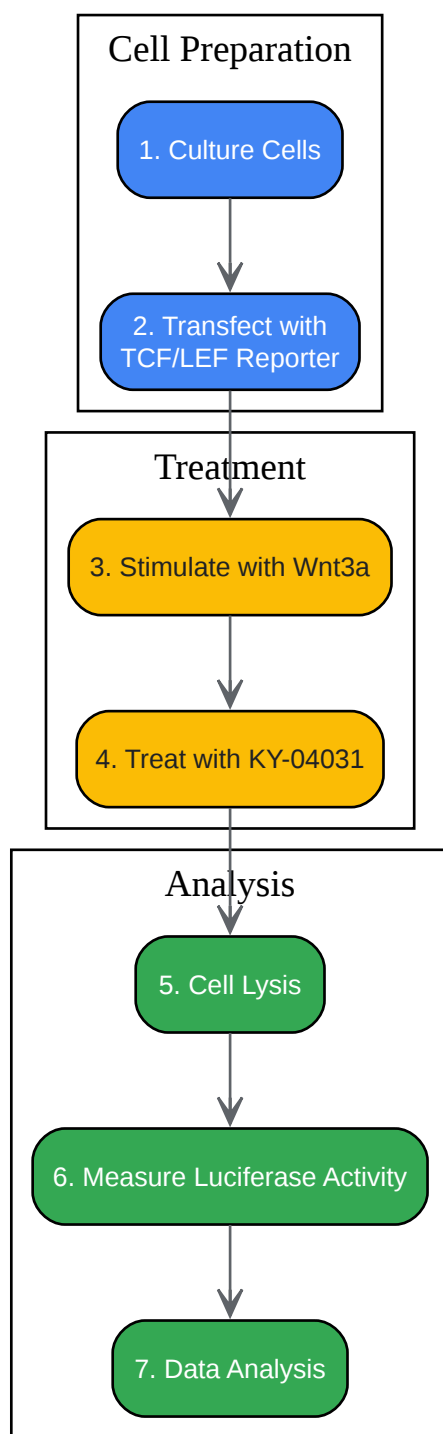 Cell Preparation
1. Culture Cells
2. Transfect with
TCF/LEF Reporter
Treatment
3. Stimulate with Wnt3a
4. Treat with KY-04031
Analysis
5. Cell Lysis
6. Measure Luciferase Activity
7. Data Analysis